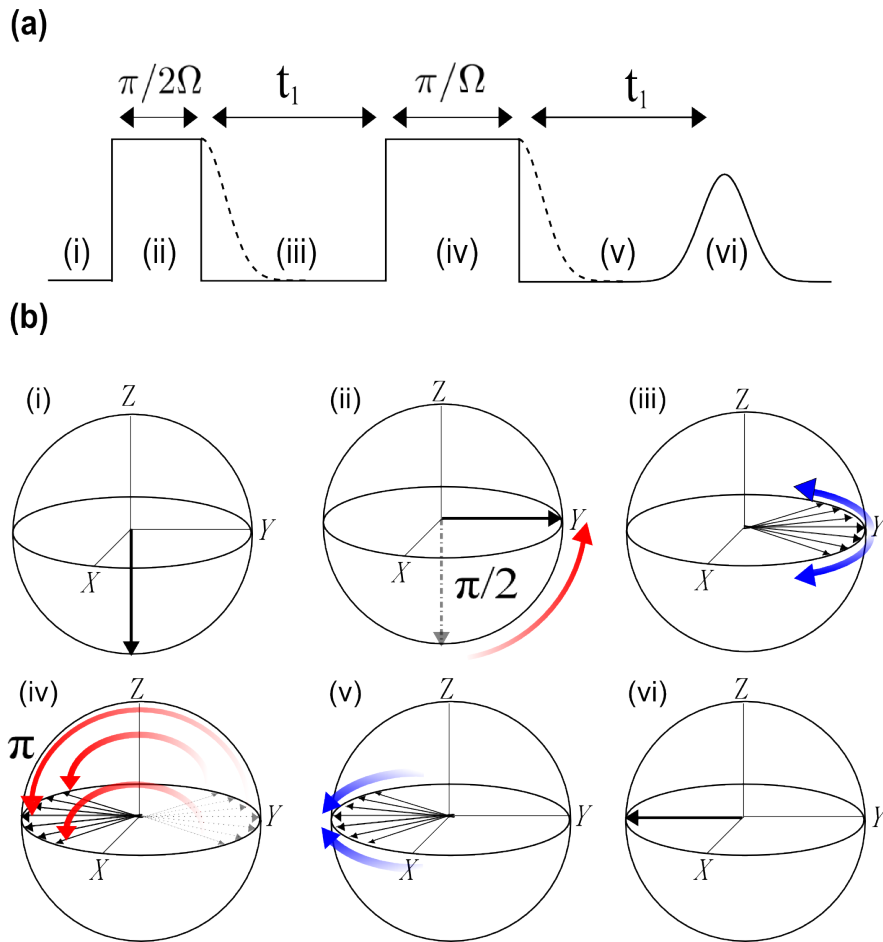 (a)
π/2Ω t₁ π/Ω t₁
(i) (ii) (iii) (iv) (v) (vi)
(b)
(i) Z Y X
(ii) Z Y X π/2
(iii) Z Y X
(iv) Z π Y X
(v) Z Y X
(vi) Z Y X